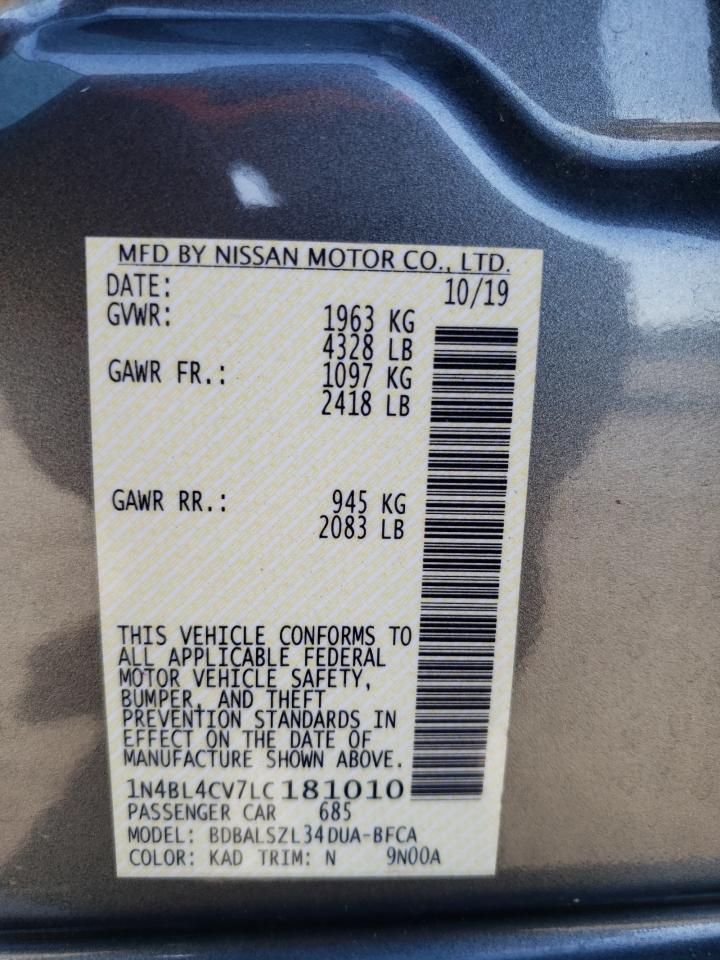 MFD BY NISSAN MOTOR CO., LTD.
DATE: 10/19
GVWR: 1963 KG
4328 LB
GAWR FR.: 1097 KG
2418 LB
GAWR RR.: 945 KG
2083 LB
THIS VEHICLE CONFORMS TO
ALL APPLICABLE FEDERAL
MOTOR VEHICLE SAFETY,
BUMPER, AND THEFT
PREVENTION STANDARDS IN
EFFECT ON THE DATE OF
MANUFACTURE SHOWN ABOVE.
1N4BL4CV7LC181010
PASSENGER CAR 685
MODEL: BDBALSZL34DUA-BFCA
COLOR: KAD TRIM: N 9N00A